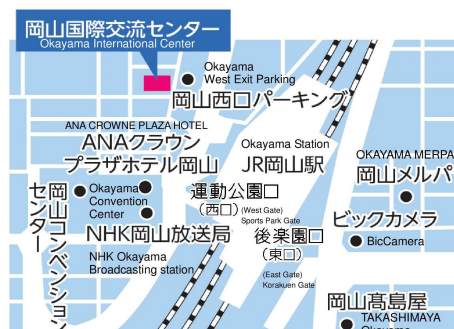 岡山国際交流センター
Okayama International Center
Okayama
West Exit Parking
岡山西口パーキング
ANA CROWNE PLAZA HOTEL
ANAクラウン
プラザホテル岡山
Okayama Station
JR岡山駅
OKAYAMA MERPA
岡山メルパ
岡山コンベンション
センター
Okayama
Convention
Center
運動公園口
(西口)
(West Gate)
Sports Park Gate
ビックカメラ
BicCamera
NHK岡山放送局
NHK Okayama
Broadcasting station
後楽園口
(東口)
(East Gate)
Korakuen Gate
岡山髙島屋
TAKASHIMAYA
Okayama